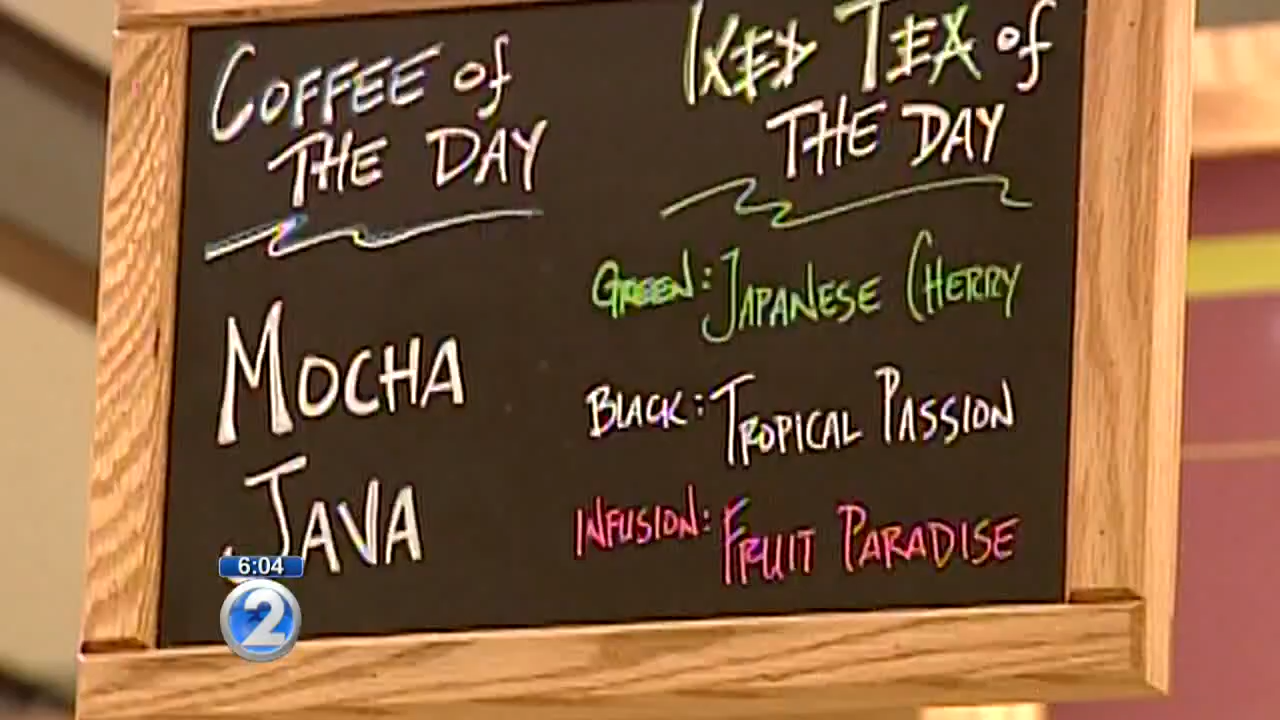 COFFEE of
THE DAY
MOCHA
JAVA
ICED TEA of
THE DAY
GREEN: JAPANESE CHERRY
BLACK: TROPICAL PASSION
INFUSION: FRUIT PARADISE
6:04
2